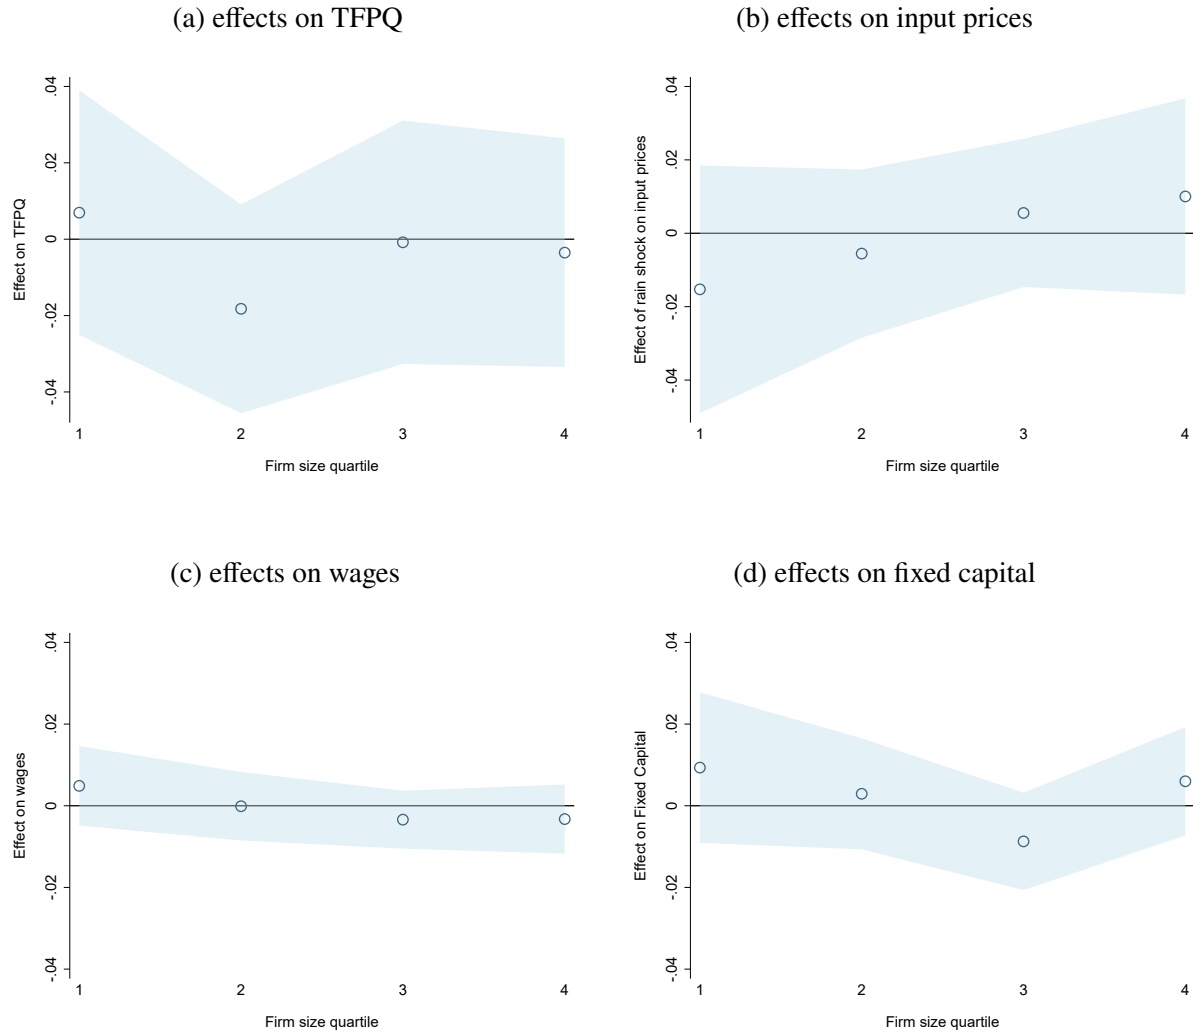 (a) effects on TFPQ
Effect on TFPQ
.04
.02
0
-.02
-.04
1 2 3 4
Firm size quartile
(b) effects on input prices
Effect of rain shock on input prices
.04
.02
0
-.02
-.04
1 2 3 4
Firm size quartile
(c) effects on wages
Effect on wages
.04
.02
0
-.02
-.04
1 2 3 4
Firm size quartile
(d) effects on fixed capital
Effect on Fixed Capital
.04
.02
0
-.02
-.04
1 2 3 4
Firm size quartile